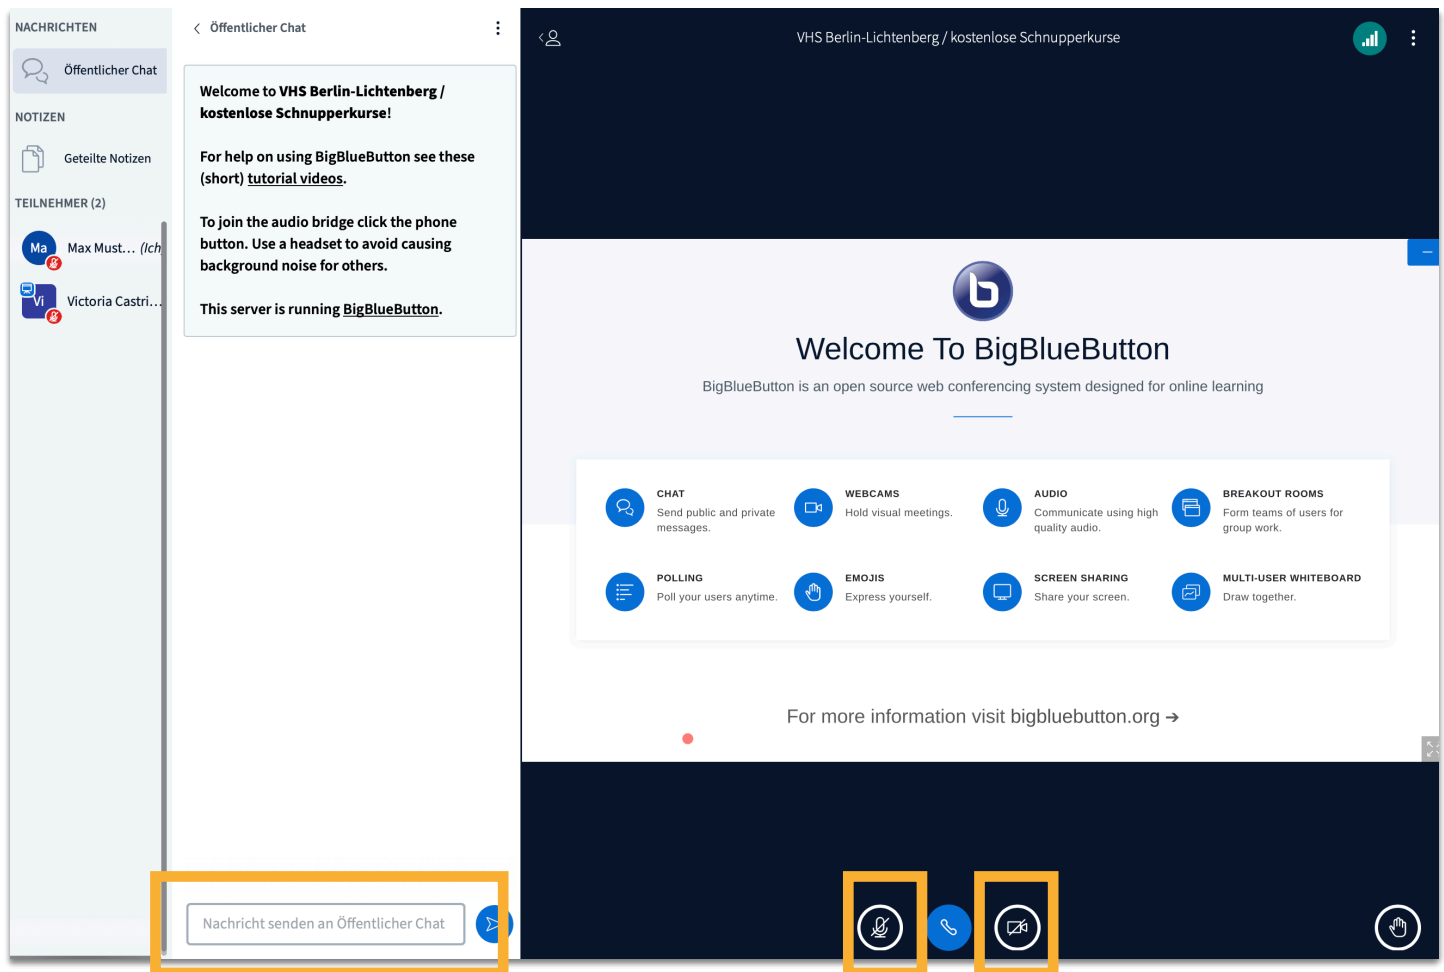 NACHRICHTEN
Öffentlicher Chat
NOTIZEN
Geteilte Notizen
TEILNEHMER (2)
Ma
Max Must... (Ich
Vi
Victoria Castri...
Öffentlicher Chat
Welcome to VHS Berlin-Lichtenberg /
kostenlose Schnupperkurse!
For help on using BigBlueButton see these
(short) tutorial videos.
To join the audio bridge click the phone
button. Use a headset to avoid causing
background noise for others.
This server is running BigBlueButton.
Nachricht senden an Öffentlicher Chat
VHS Berlin-Lichtenberg / kostenlose Schnupperkurse
b
Welcome To BigBlueButton
BigBlueButton is an open source web conferencing system designed for online learning
CHAT
Send public and private
messages.
WEBCAMS
Hold visual meetings.
AUDIO
Communicate using high
quality audio.
BREAKOUT ROOMS
Form teams of users for
group work.
POLLING
Poll your users anytime.
EMOJIS
Express yourself.
SCREEN SHARING
Share your screen.
MULTI-USER WHITEBOARD
Draw together.
For more information visit bigbluebutton.org →